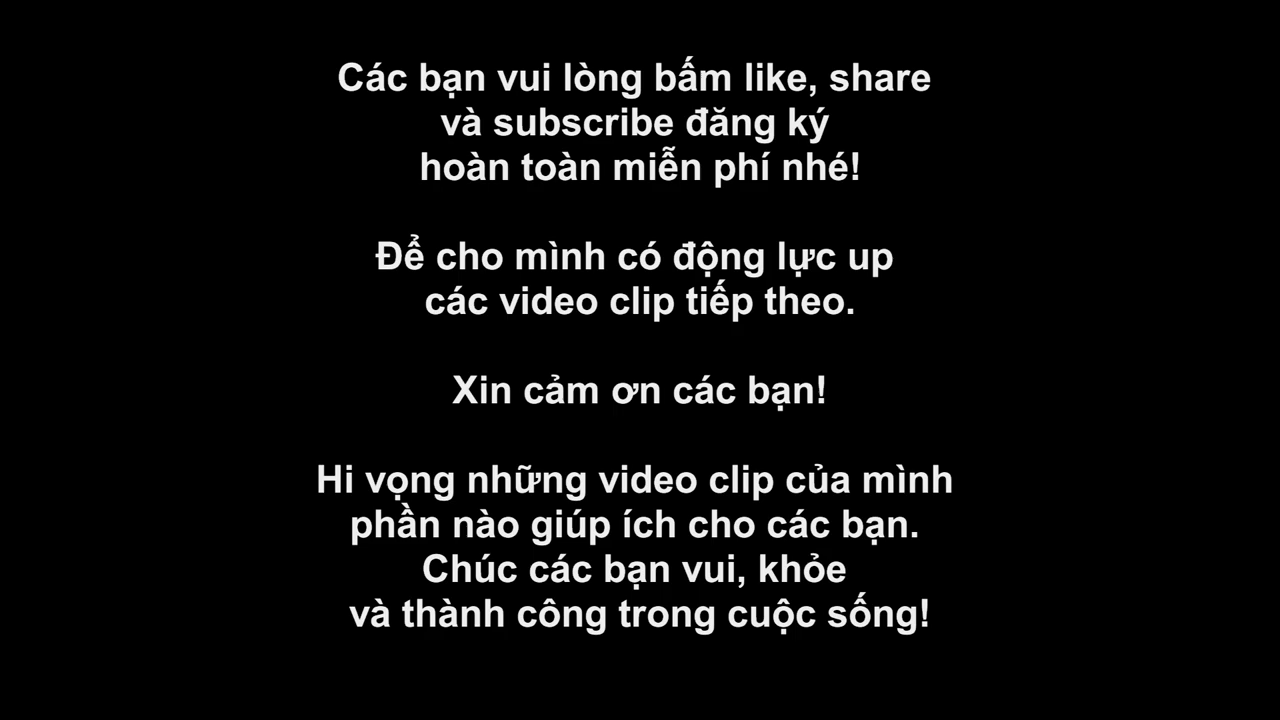 Các bạn vui lòng bấm like, share
và subscribe đăng ký
hoàn toàn miễn phí nhé!
Để cho mình có động lực up
các video clip tiếp theo.
Xin cảm ơn các bạn!
Hi vọng những video clip của mình
phần nào giúp ích cho các bạn.
Chúc các bạn vui, khỏe
và thành công trong cuộc sống!